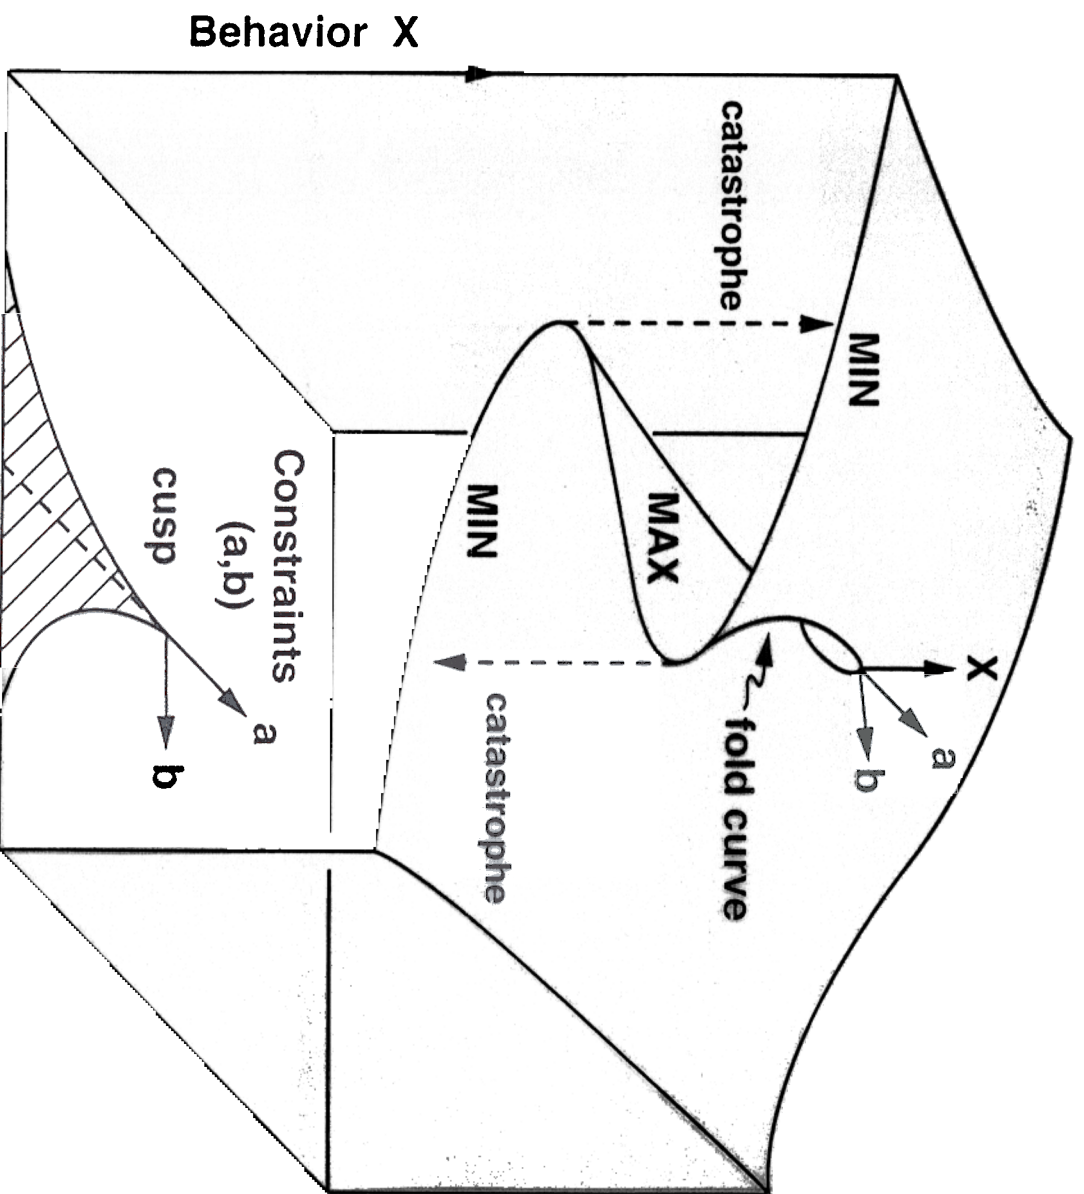 Behavior X
catastrophe
MIN
MAX
MIN
X
a
b
fold curve
catastrophe
Constraints
(a,b)
cusp
a
b